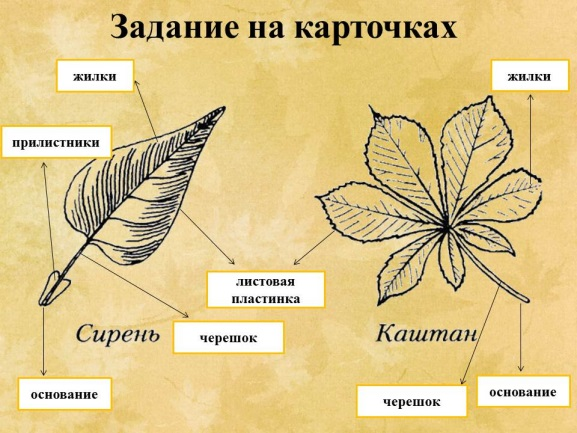 Задание на карточках
жилки
жилки
прилистники
листовая
пластинка
Сирень
черешок
Каштан
основание
черешок
основание